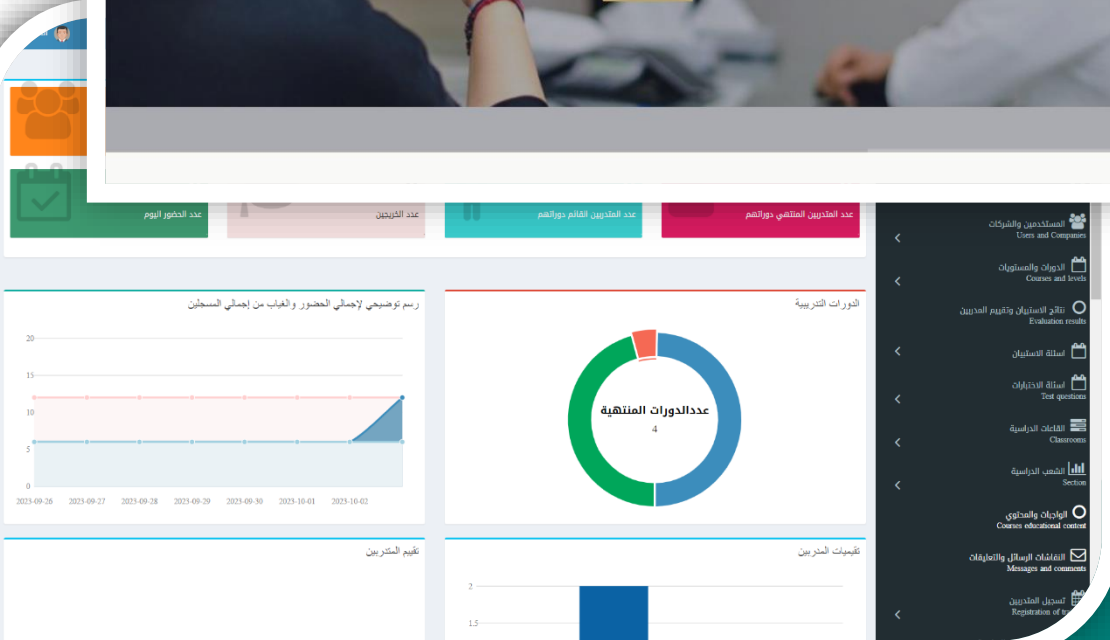 عدد المتدربين المنتهي دوراتهم
عدد المتدربين القائم دوراتهم
عدد الخريجين
عدد الحضور اليوم
المستخدمين والشركات
Users and Companies
الدورات والمستويات
Courses and levels
نتائج الاستبيان وتقييم المدربين
Evaluation results
اسئلة الاستبيان
اسئلة الاختبارات
Test questions
القاعات الدراسية
Classrooms
الشعب الدراسية
Section
الواجبات والمحتوي
Courses educational content
النقاشات الرسائل والتعليقات
Messages and comments
تسجيل المتدربين
Registration of
الدورات التدريبية
عددالدورات المنتهية
4
رسم توضيحي لإجمالي الحضور والغياب من إجمالي المسجلين
20
15
10
5
0
2023-09-26 2023-09-27 2023-09-28 2023-09-29 2023-09-30 2023-10-01 2023-10-02
تقيميات المدربين
2
1.5
تقييم المتدربين